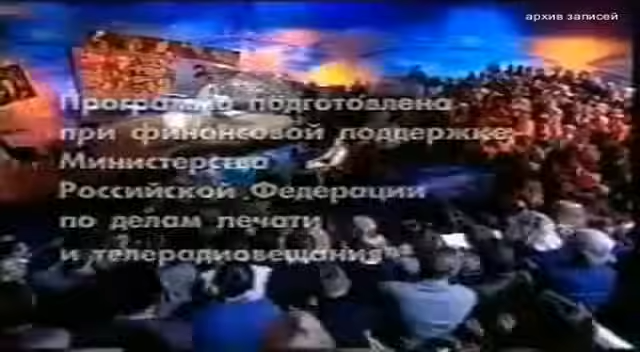 архив записей
Программа подготовлена
при финансовой поддержке
Министерства
Российской Федерации
по делам печати
и телерадиовещания